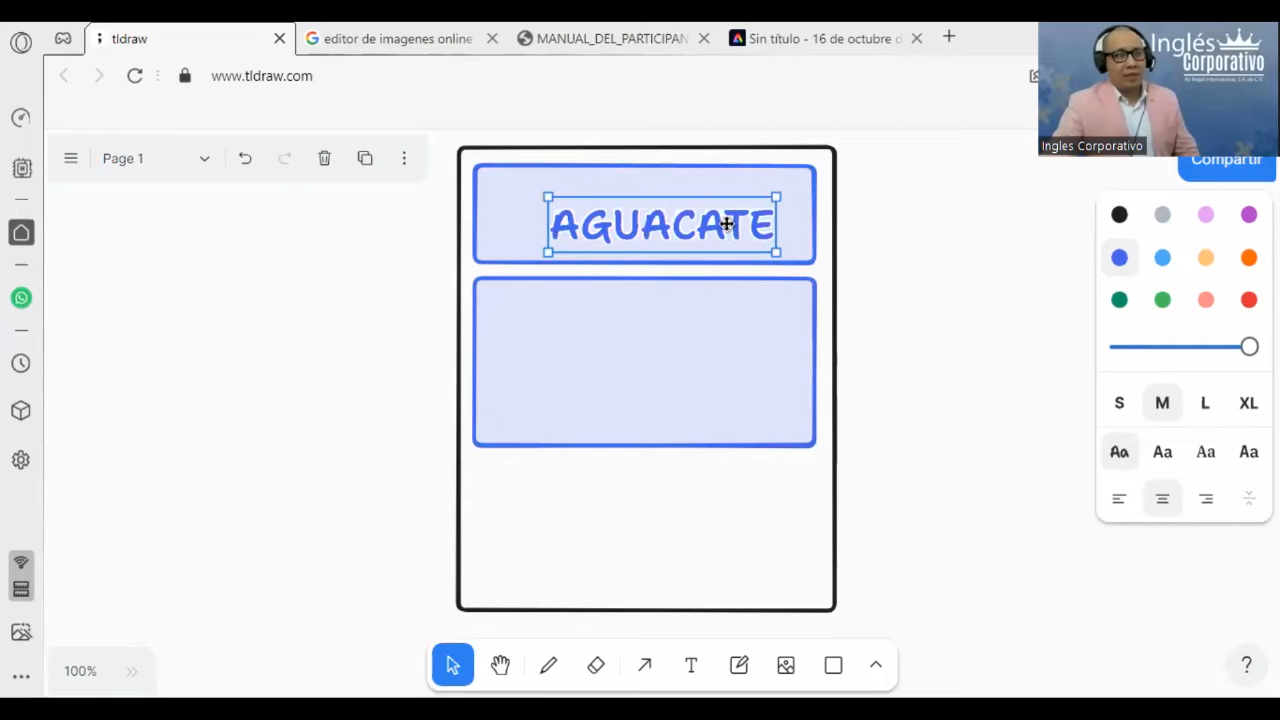 tldraw
editor de imagenes online
MANUAL_DEL_PARTICIPAN
Sin título - 16 de octubre d
www.tldraw.com
Inglés
Corporativo
Ingles Corporativo
Page 1
Compartir
AGUACATE
S M L XL
Aa Aa Aa Aa
100%
T
?